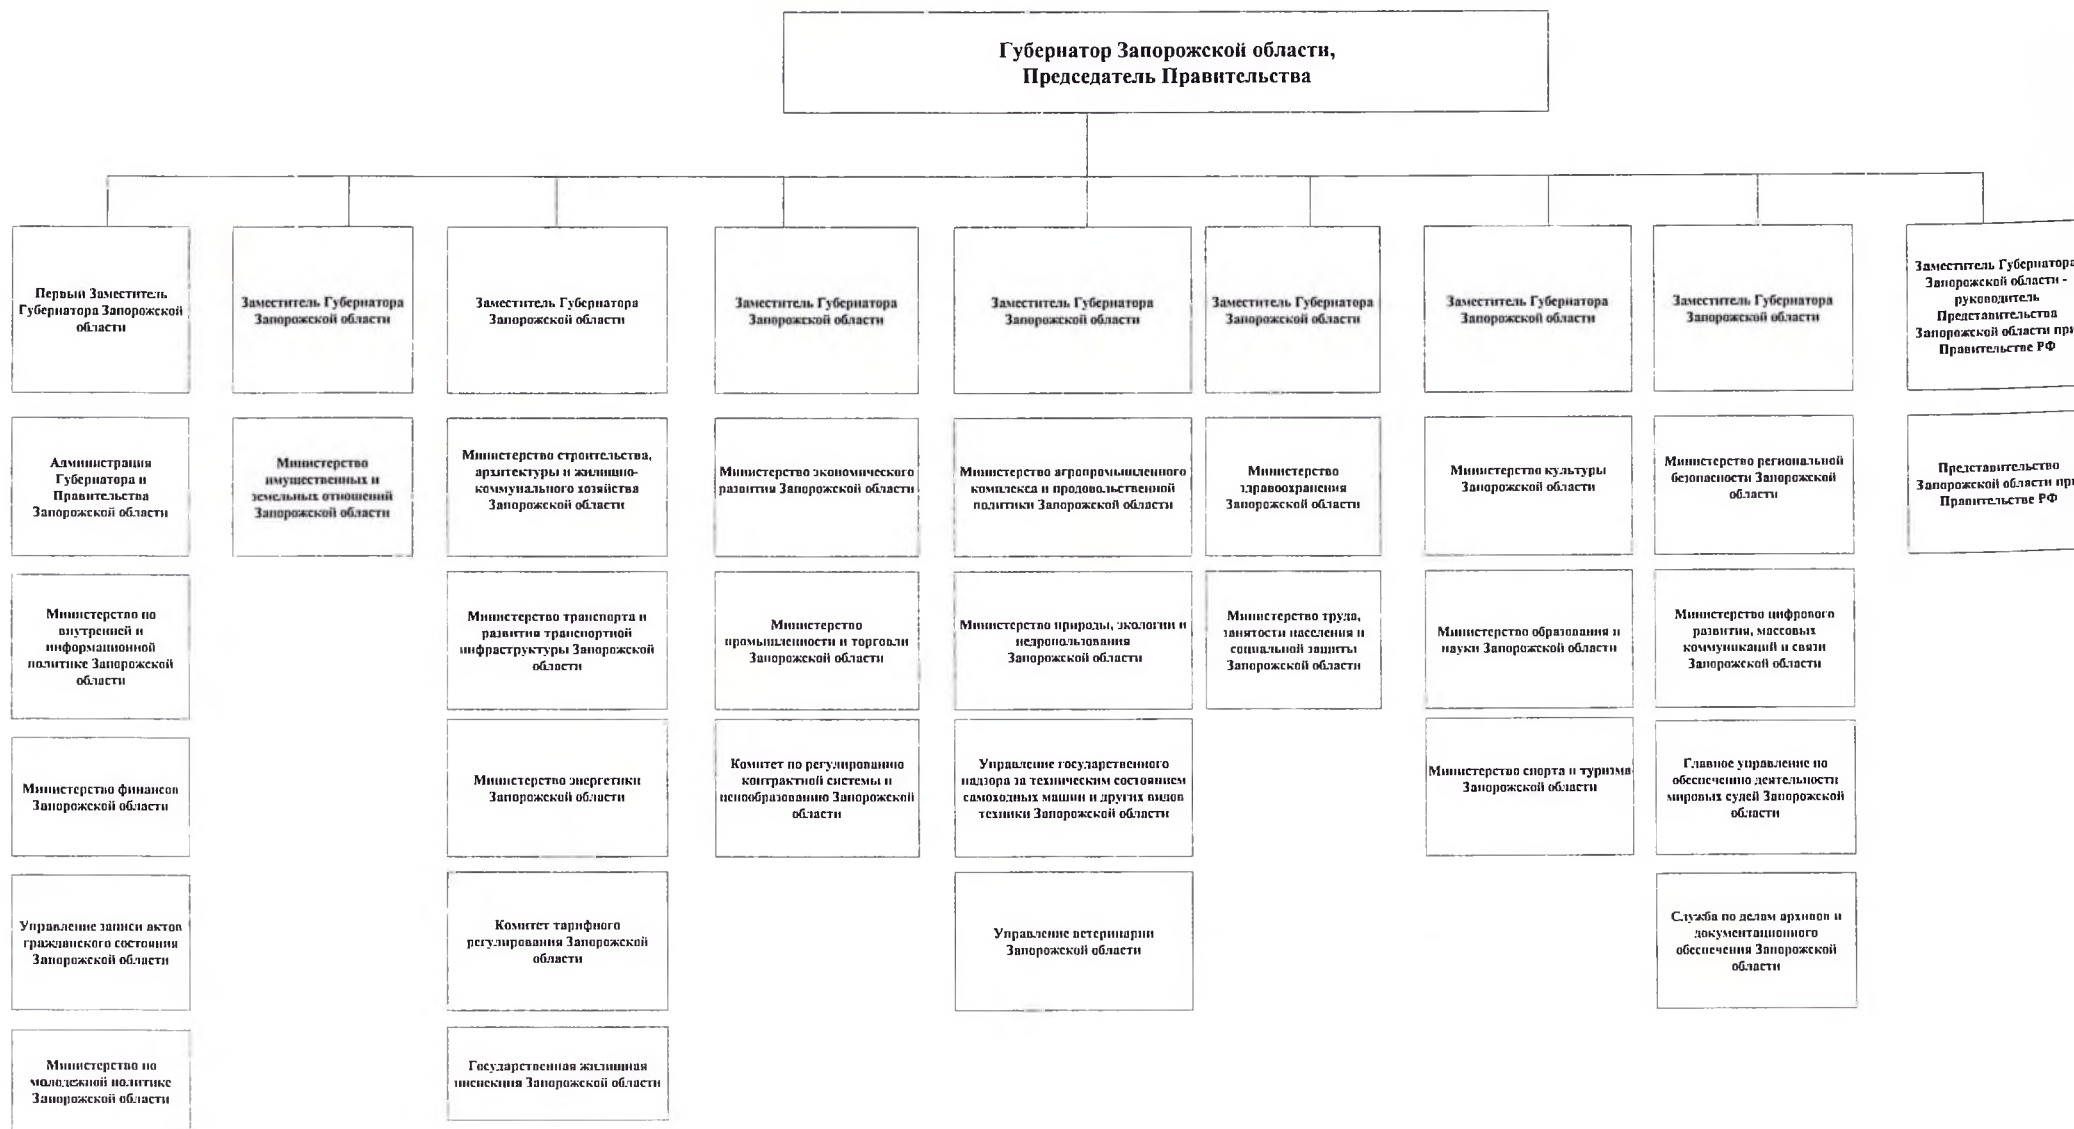 Губернатор Запорожской области,
Председатель Правительства
Первый Заместитель
Губернатора Запорожской
области
Заместитель Губернатора
Запорожской области
Заместитель Губернатора
Запорожской области
Заместитель Губернатора
Запорожской области
Заместитель Губернатора
Запорожской области
Заместитель Губернатора
Запорожской области
Заместитель Губернатора
Запорожской области
Заместитель Губернатора
Запорожской области
Заместитель Губернатора
Запорожской области -
руководитель
Представительства
Запорожской области при
Правительстве РФ
Администрация
Губернатора и
Правительства
Запорожской области
Министерство
имущественных и
земельных отношений
Запорожской области
Министерство строительства,
архитектуры и жилищно-
коммунального хозяйства
Запорожской области
Министерство экономического
развития Запорожской области
Министерство агропромышленного
комплекса и продовольственной
политики Запорожской области
Министерство
здравоохранения
Запорожской области
Министерство культуры
Запорожской области
Министерство региональной
безопасности Запорожской
области
Представительство
Запорожской области при
Правительстве РФ
Министерство по
внутренней и
информационной
политике Запорожской
области
Министерство транспорта и
развития транспортной
инфраструктуры Запорожской
области
Министерство
промышленности и торговли
Запорожской области
Министерство природы, экологии и
недропользования
Запорожской области
Министерство труда,
занятости населения и
социальной защиты
Запорожской области
Министерство образования и
науки Запорожской области
Министерство цифрового
развития, массовых
коммуникаций и связи
Запорожской области
Министерство финансов
Запорожской области
Министерство энергетики
Запорожской области
Комитет по регулированию
контрактной системы и
ценообразованию Запорожской
области
Управление государственного
надзора за техническим состоянием
самоходных машин и других видов
техники Запорожской области
Министерство спорта и туризма
Запорожской области
Главное управление по
обеспечению деятельности
мировых судей Запорожской
области
Управление записи актов
гражданского состояния
Запорожской области
Комитет тарифного
регулирования Запорожской
области
Управление ветеринарии
Запорожской области
Служба по делам архивов и
документационного
обеспечения Запорожской
области
Министерство по
молодежной политике
Запорожской области
Государственная жилищная
инспекция Запорожской области